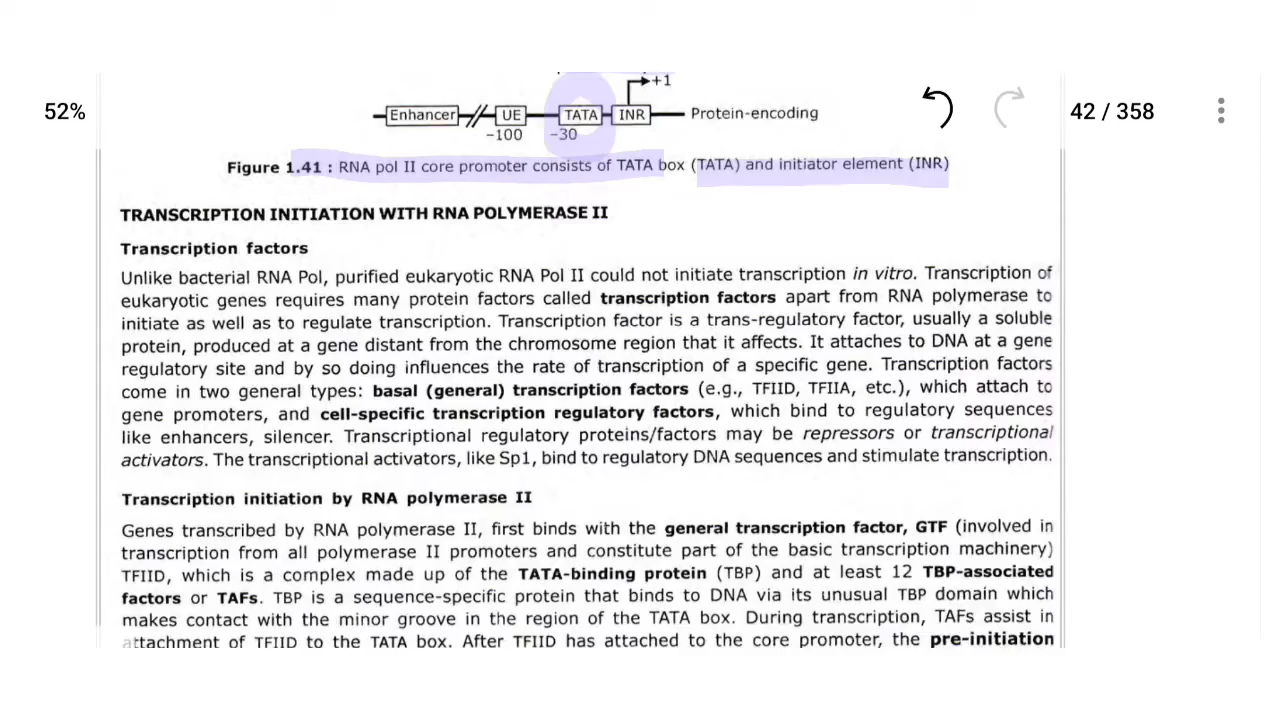 +1
52%
Enhancer UE TATA INR Protein-encoding
42 / 358
−100 −30
Figure 1.41 : RNA pol II core promoter consists of TATA box (TATA) and initiator element (INR)
TRANSCRIPTION INITIATION WITH RNA POLYMERASE II
Transcription factors
Unlike bacterial RNA Pol, purified eukaryotic RNA Pol II could not initiate transcription in vitro. Transcription of
eukaryotic genes requires many protein factors called transcription factors apart from RNA polymerase to
initiate as well as to regulate transcription. Transcription factor is a trans-regulatory factor, usually a soluble
protein, produced at a gene distant from the chromosome region that it affects. It attaches to DNA at a gene
regulatory site and by so doing influences the rate of transcription of a specific gene. Transcription factors
come in two general types: basal (general) transcription factors (e.g., TFIID, TFIIA, etc.), which attach to
gene promoters, and cell-specific transcription regulatory factors, which bind to regulatory sequences
like enhancers, silencer. Transcriptional regulatory proteins/factors may be repressors or transcriptional
activators. The transcriptional activators, like Sp1, bind to regulatory DNA sequences and stimulate transcription.
Transcription initiation by RNA polymerase II
Genes transcribed by RNA polymerase II, first binds with the general transcription factor, GTF (involved in
transcription from all polymerase II promoters and constitute part of the basic transcription machinery)
TFIID, which is a complex made up of the TATA-binding protein (TBP) and at least 12 TBP-associated
factors or TAFs. TBP is a sequence-specific protein that binds to DNA via its unusual TBP domain which
makes contact with the minor groove in the region of the TATA box. During transcription, TAFs assist in
attachment of TFIID to the TATA box. After TFIID has attached to the core promoter, the pre-initiation